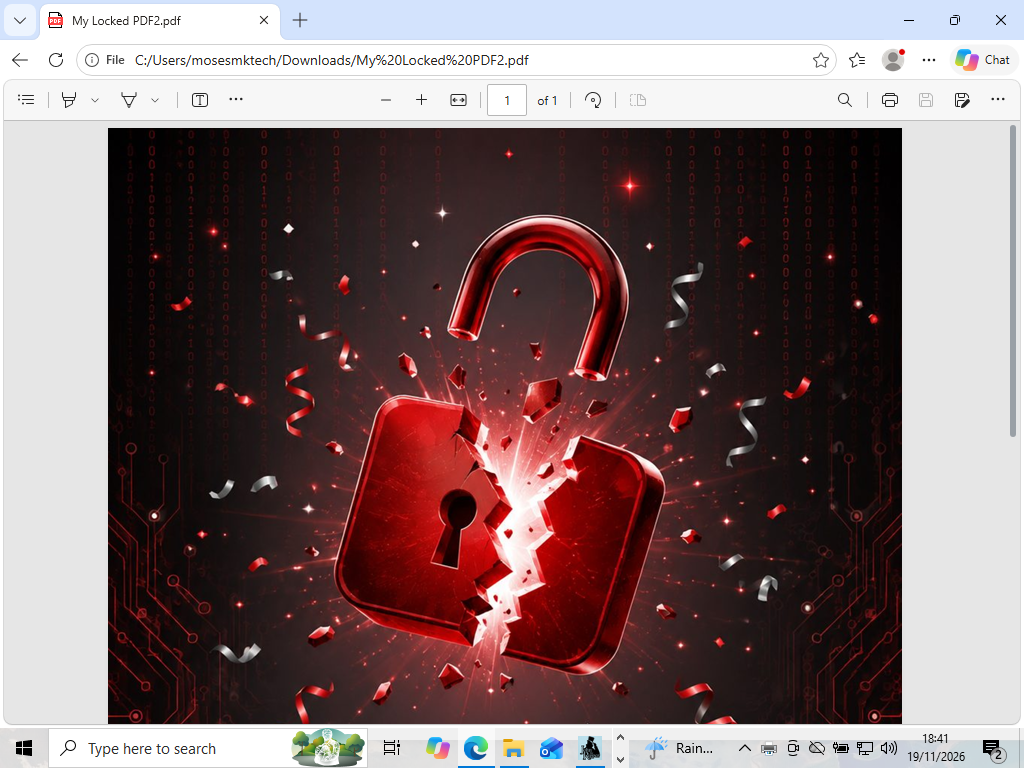 My Locked PDF2.pdf
File
C:/Users/mosesmktech/Downloads/My%20Locked%20PDF2.pdf
Chat
1
of 1
Type here to search
Rain...
18:41
19/11/2026
2